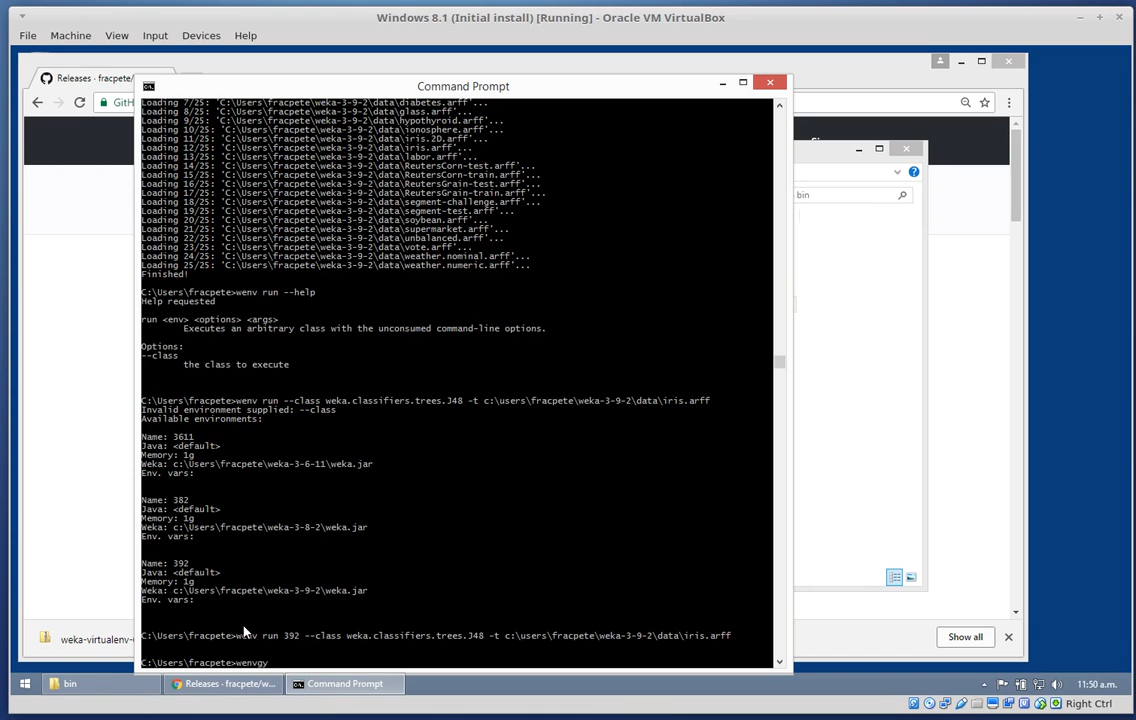 Windows 8.1 (Initial install) [Running] - Oracle VM VirtualBox
File Machine View Input Devices Help
Releases · fracpete/
Command Prompt
GitH
bin
Loading 7/25: 'C:\Users\fracpete\weka-3-9-2\data\diabetes.arff'...
Loading 8/25: 'C:\Users\fracpete\weka-3-9-2\data\glass.arff'...
Loading 9/25: 'C:\Users\fracpete\weka-3-9-2\data\hypothyroid.arff'...
Loading 10/25: 'C:\Users\fracpete\weka-3-9-2\data\ionosphere.arff'...
Loading 11/25: 'C:\Users\fracpete\weka-3-9-2\data\iris.2D.arff'...
Loading 12/25: 'C:\Users\fracpete\weka-3-9-2\data\iris.arff'...
Loading 13/25: 'C:\Users\fracpete\weka-3-9-2\data\labor.arff'...
Loading 14/25: 'C:\Users\fracpete\weka-3-9-2\data\ReutersCorn-test.arff'...
Loading 15/25: 'C:\Users\fracpete\weka-3-9-2\data\ReutersCorn-train.arff'...
Loading 16/25: 'C:\Users\fracpete\weka-3-9-2\data\ReutersGrain-test.arff'...
Loading 17/25: 'C:\Users\fracpete\weka-3-9-2\data\ReutersGrain-train.arff'...
Loading 18/25: 'C:\Users\fracpete\weka-3-9-2\data\segment-challenge.arff'...
Loading 19/25: 'C:\Users\fracpete\weka-3-9-2\data\segment-test.arff'...
Loading 20/25: 'C:\Users\fracpete\weka-3-9-2\data\soybean.arff'...
Loading 21/25: 'C:\Users\fracpete\weka-3-9-2\data\supermarket.arff'...
Loading 22/25: 'C:\Users\fracpete\weka-3-9-2\data\unbalanced.arff'...
Loading 23/25: 'C:\Users\fracpete\weka-3-9-2\data\vote.arff'...
Loading 24/25: 'C:\Users\fracpete\weka-3-9-2\data\weather.nominal.arff'...
Loading 25/25: 'C:\Users\fracpete\weka-3-9-2\data\weather.numeric.arff'...
Finished!
C:\Users\fracpete>wenv run --help
Help requested
run <env> <options> <args>
Executes an arbitrary class with the unconsumed command-line options.
Options:
--class
the class to execute
C:\Users\fracpete>wenv run --class weka.classifiers.trees.J48 -t c:\users\fracpete\weka-3-9-2\data\iris.arff
Invalid environment supplied: --class
Available environments:
Name: 3611
Java: <default>
Memory: 1g
Weka: c:\Users\fracpete\weka-3-6-11\weka.jar
Env. vars:
Name: 382
Java: <default>
Memory: 1g
Weka: c:\Users\fracpete\weka-3-8-2\weka.jar
Env. vars:
Name: 392
Java: <default>
Memory: 1g
Weka: c:\Users\fracpete\weka-3-9-2\weka.jar
Env. vars:
C:\Users\fracpete>wenv run 392 --class weka.classifiers.trees.J48 -t c:\users\fracpete\weka-3-9-2\data\iris.arff
C:\Users\fracpete>wenvgy
weka-virtualenv-
Show all
bin
Releases · fracpete/w...
Command Prompt
11:50 a.m.
Right Ctrl